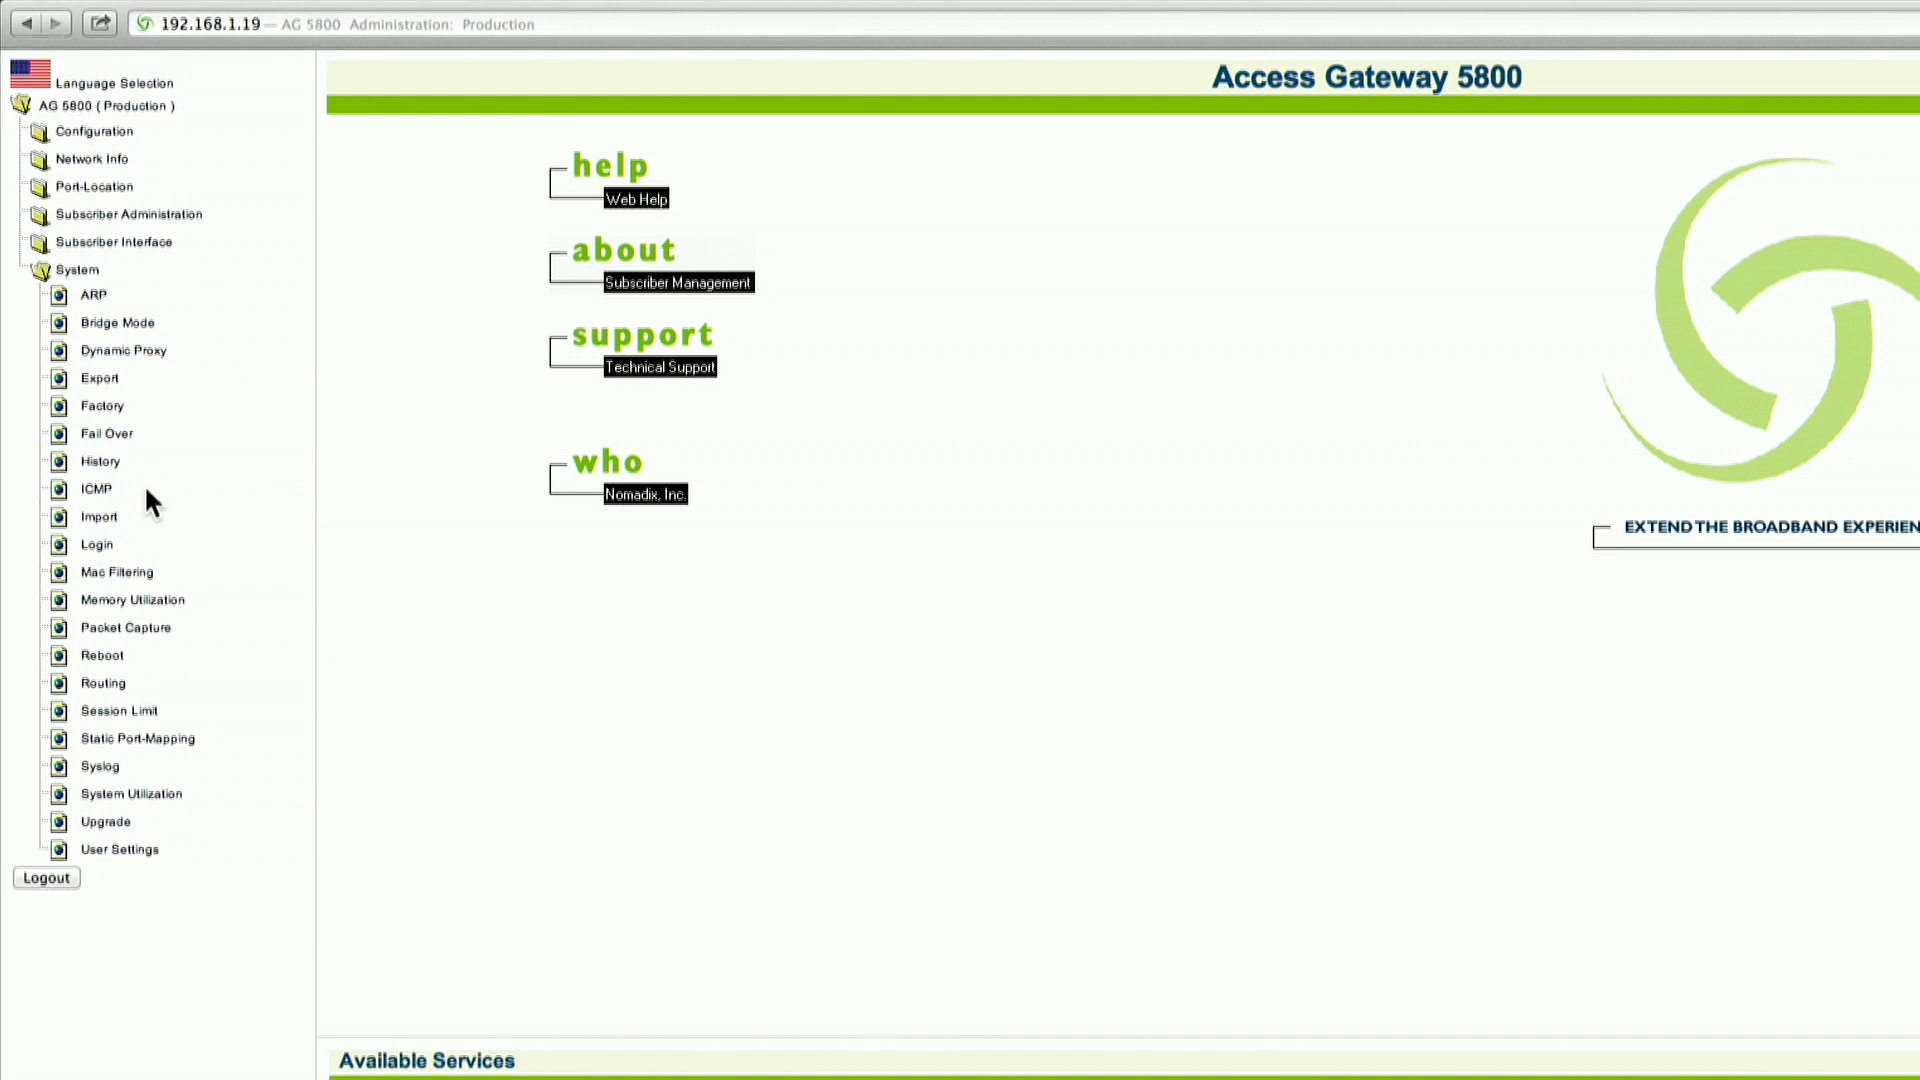 192.168.1.19 — AG 5800 Administration: Production
Language Selection
AG 5800 ( Production )
Configuration
Network Info
Port-Location
Subscriber Administration
Subscriber Interface
System
ARP
Bridge Mode
Dynamic Proxy
Export
Factory
Fail Over
History
ICMP
Import
Login
Mac Filtering
Memory Utilization
Packet Capture
Reboot
Routing
Session Limit
Static Port-Mapping
Syslog
System Utilization
Upgrade
User Settings
Logout
Access Gateway 5800
help
Web Help
about
Subscriber Management
support
Technical Support
who
Nomadix, Inc.
EXTEND THE BROADBAND EXPERIEN
Available Services